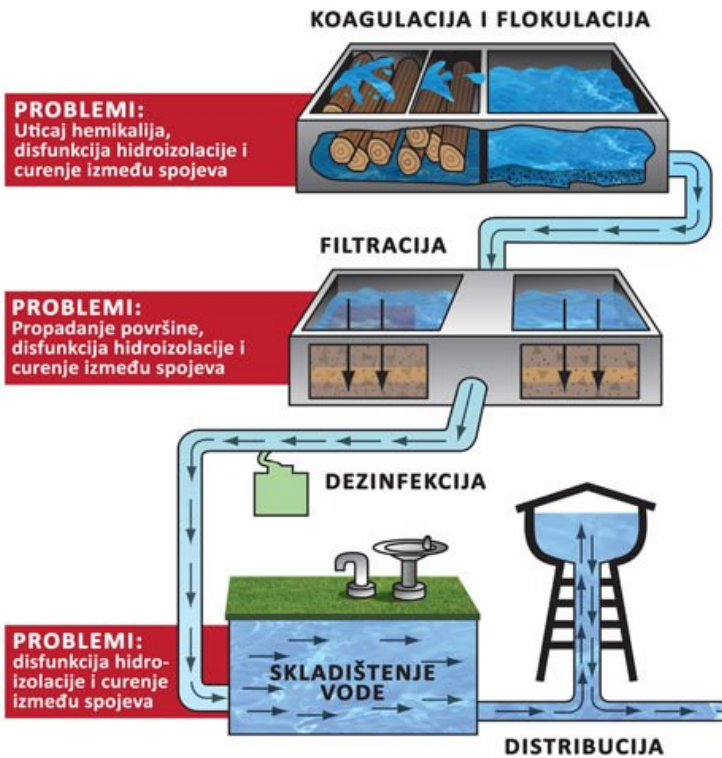 KOAGULACIJA I FLOKULACIJA
PROBLEMI:
Uticaj hemikalija,
disfunkcija hidroizolacije i
curenje između spojeva
FILTRACIJA
PROBLEMI:
Propadanje površine,
disfunkcija hidroizolacije i
curenje između spojeva
DEZINFEKCIJA
PROBLEMI:
disfunkcija hidro-
izolacije i curenje
između spojeva
SKLADIŠTENJE
VODE
DISTRIBUCIJA